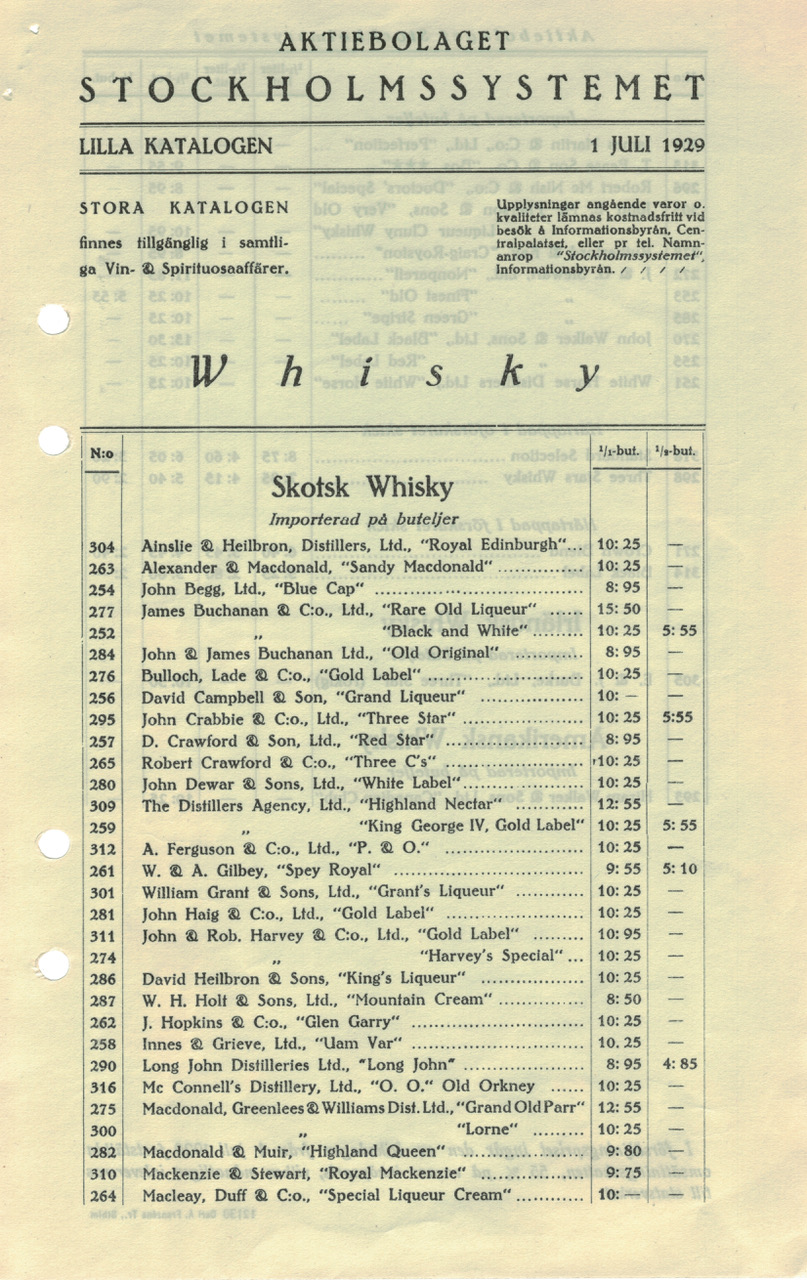 AKTIEBOLAGET
STOCKHOLMSSYSTEMET
LILLA KATALOGEN 1 JULI 1929
STORA KATALOGEN
finnes tillgänglig i samtli-
ga Vin- & Spirituosaaffärer.
Upplysningar angående varor o.
kvaliteter lämnas kostnadsfritt vid
besök å Informationsbyrån, Cen-
tralpalatset, eller pr tel. Namn-
anrop "Stockholmssystemet",
Informationsbyrån. / / / /
Whisky
N:o 1/1-but. 1/2-but.
Skotsk Whisky
Importerad på buteljer
304 Ainslie & Heilbron, Distillers, Ltd., "Royal Edinburgh"... 10: 25 —
263 Alexander & Macdonald, "Sandy Macdonald" ............... 10: 25 —
254 John Begg, Ltd., "Blue Cap" .................................... 8: 95 —
277 James Buchanan & C:o., Ltd., "Rare Old Liqueur" ...... 15: 50 —
252 „ "Black and White" ......... 10: 25 5: 55
284 John & James Buchanan Ltd., "Old Original" ............ 8: 95 —
276 Bulloch, Lade & C:o., "Gold Label" ........................... 10: 25 —
256 David Campbell & Son, "Grand Liqueur" .................. 10: — —
295 John Crabbie & C:o., Ltd., "Three Star" ..................... 10: 25 5:55
257 D. Crawford & Son, Ltd., "Red Star" ........................ 8: 95 —
265 Robert Crawford & C:o., "Three C's" ........................ 10: 25 —
280 John Dewar & Sons, Ltd., "White Label"..................... 10: 25 —
309 The Distillers Agency, Ltd., "Highland Nectar" ............ 12: 55 —
259 „ "King George IV, Gold Label" 10: 25 5: 55
312 A. Ferguson & C:o., Ltd., "P. & O." ........................ 10: 25 —
261 W. & A. Gilbey, "Spey Royal" ................................. 9: 55 5: 10
301 William Grant & Sons, Ltd., "Grant's Liqueur" ............ 10: 25 —
281 John Haig & C:o., Ltd., "Gold Label" ........................ 10: 25 —
311 John & Rob. Harvey & C:o., Ltd., "Gold Label" ......... 10: 95 —
274 „ "Harvey's Special" ... 10: 25 —
286 David Heilbron & Sons, "King's Liqueur" .................. 10: 25 —
287 W. H. Holt & Sons, Ltd., "Mountain Cream" ............... 8: 50 —
262 J. Hopkins & C:o., "Glen Garry" .............................. 10: 25 —
258 Innes & Grieve, Ltd., "Uam Var" .............................. 10. 25 —
290 Long John Distilleries Ltd., "Long John" ..................... 8: 95 4: 85
316 Mc Connell's Distillery, Ltd., "O. O." Old Orkney ...... 10: 25 —
275 Macdonald, Greenlees & Williams Dist. Ltd., "Grand Old Parr" 12: 55 —
300 „ "Lorne" ......... 10: 25 —
282 Macdonald & Muir, "Highland Queen" ..................... 9: 80 —
310 Mackenzie & Stewart, "Royal Mackenzie" .................. 9: 75 —
264 Macleay, Duff & C:o., "Special Liqueur Cream" ............ 10: — —